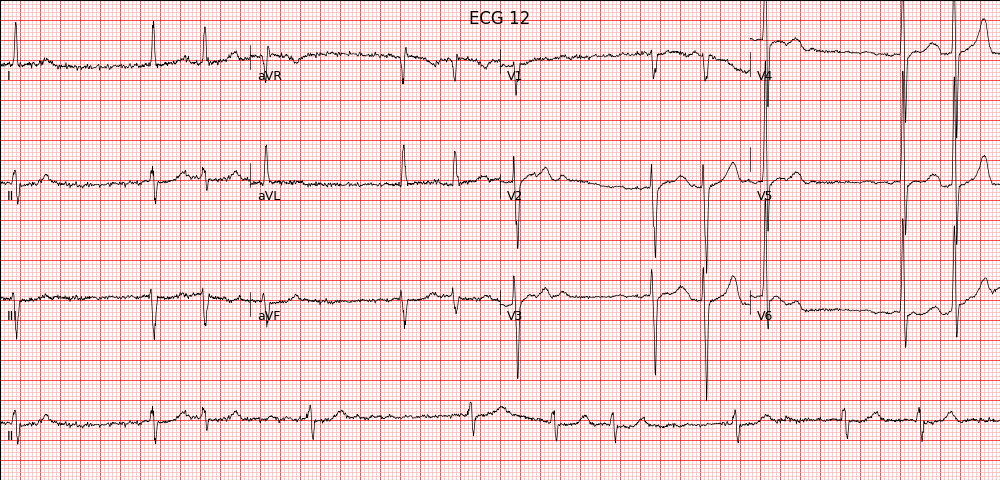 ECG 12
I aVR V1 V4
II aVL V2 V5
III aVF V3 V6
II